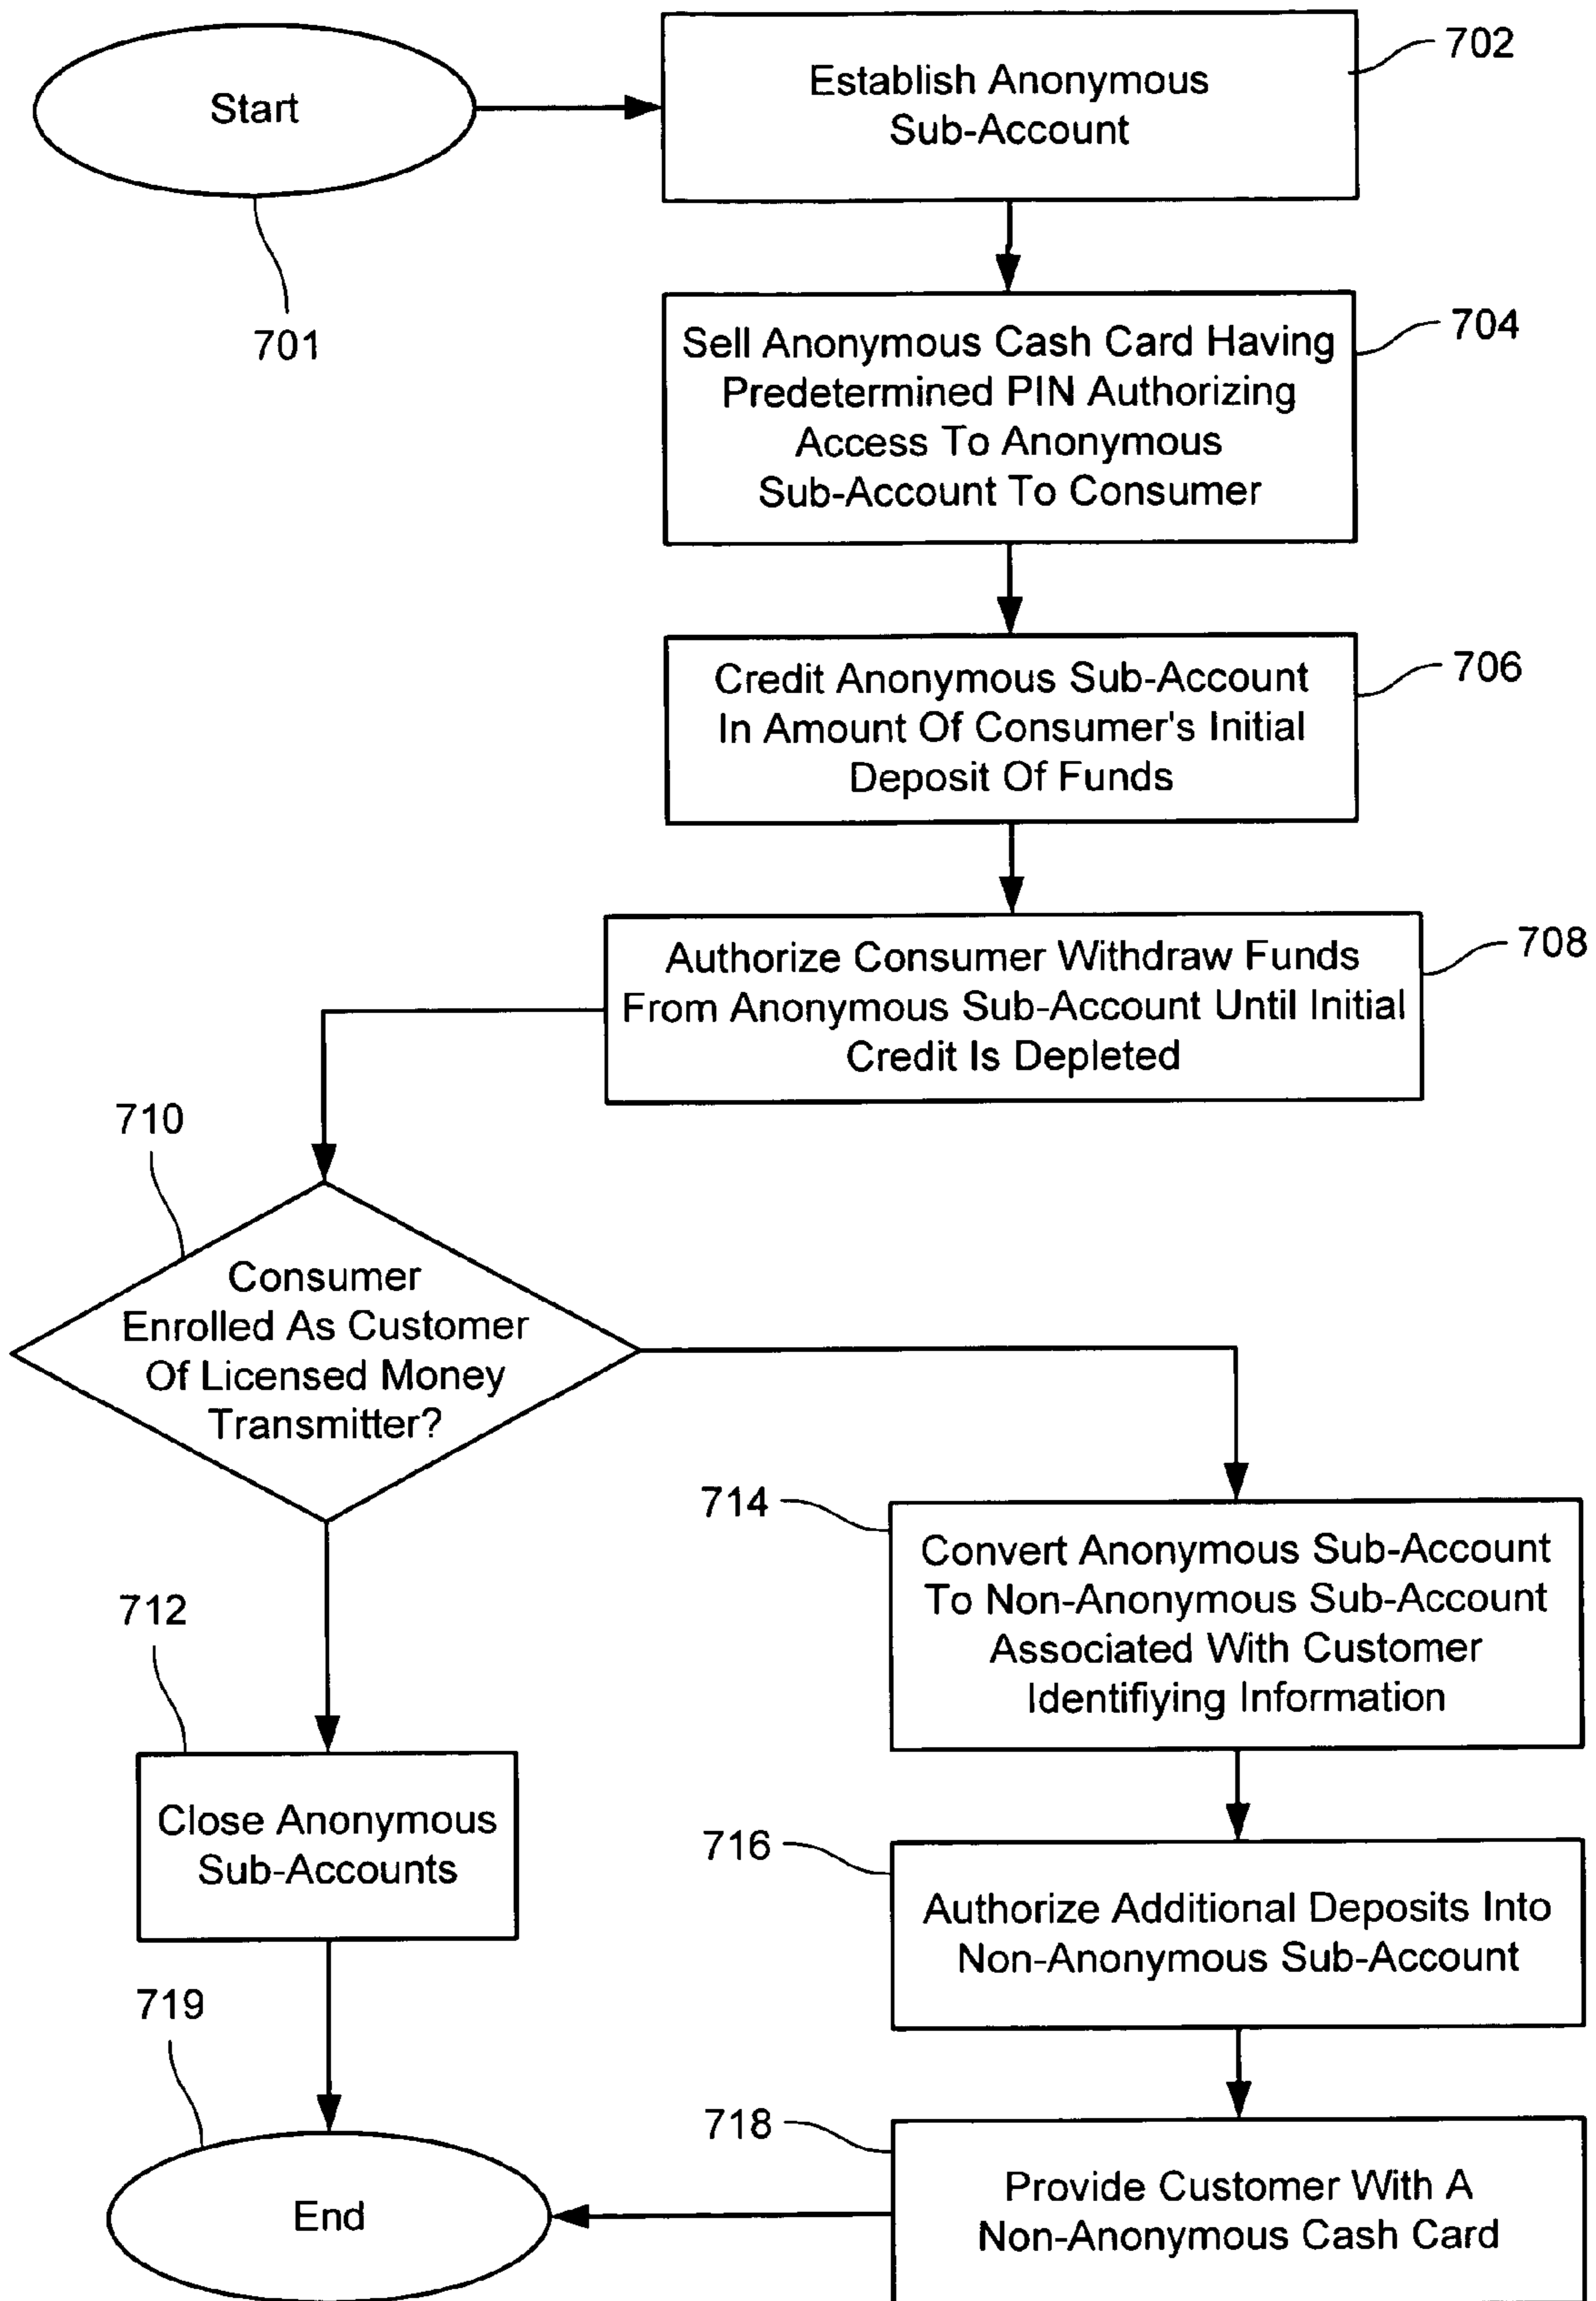 Start
701
Establish Anonymous
Sub-Account
702
Sell Anonymous Cash Card Having
Predetermined PIN Authorizing
Access To Anonymous
Sub-Account To Consumer
704
Credit Anonymous Sub-Account
In Amount Of Consumer's Initial
Deposit Of Funds
706
Authorize Consumer Withdraw Funds
From Anonymous Sub-Account Until Initial
Credit Is Depleted
708
710
Consumer
Enrolled As Customer
Of Licensed Money
Transmitter?
712
Close Anonymous
Sub-Accounts
714
Convert Anonymous Sub-Account
To Non-Anonymous Sub-Account
Associated With Customer
Identifiying Information
716
Authorize Additional Deposits Into
Non-Anonymous Sub-Account
718
Provide Customer With A
Non-Anonymous Cash Card
719
End